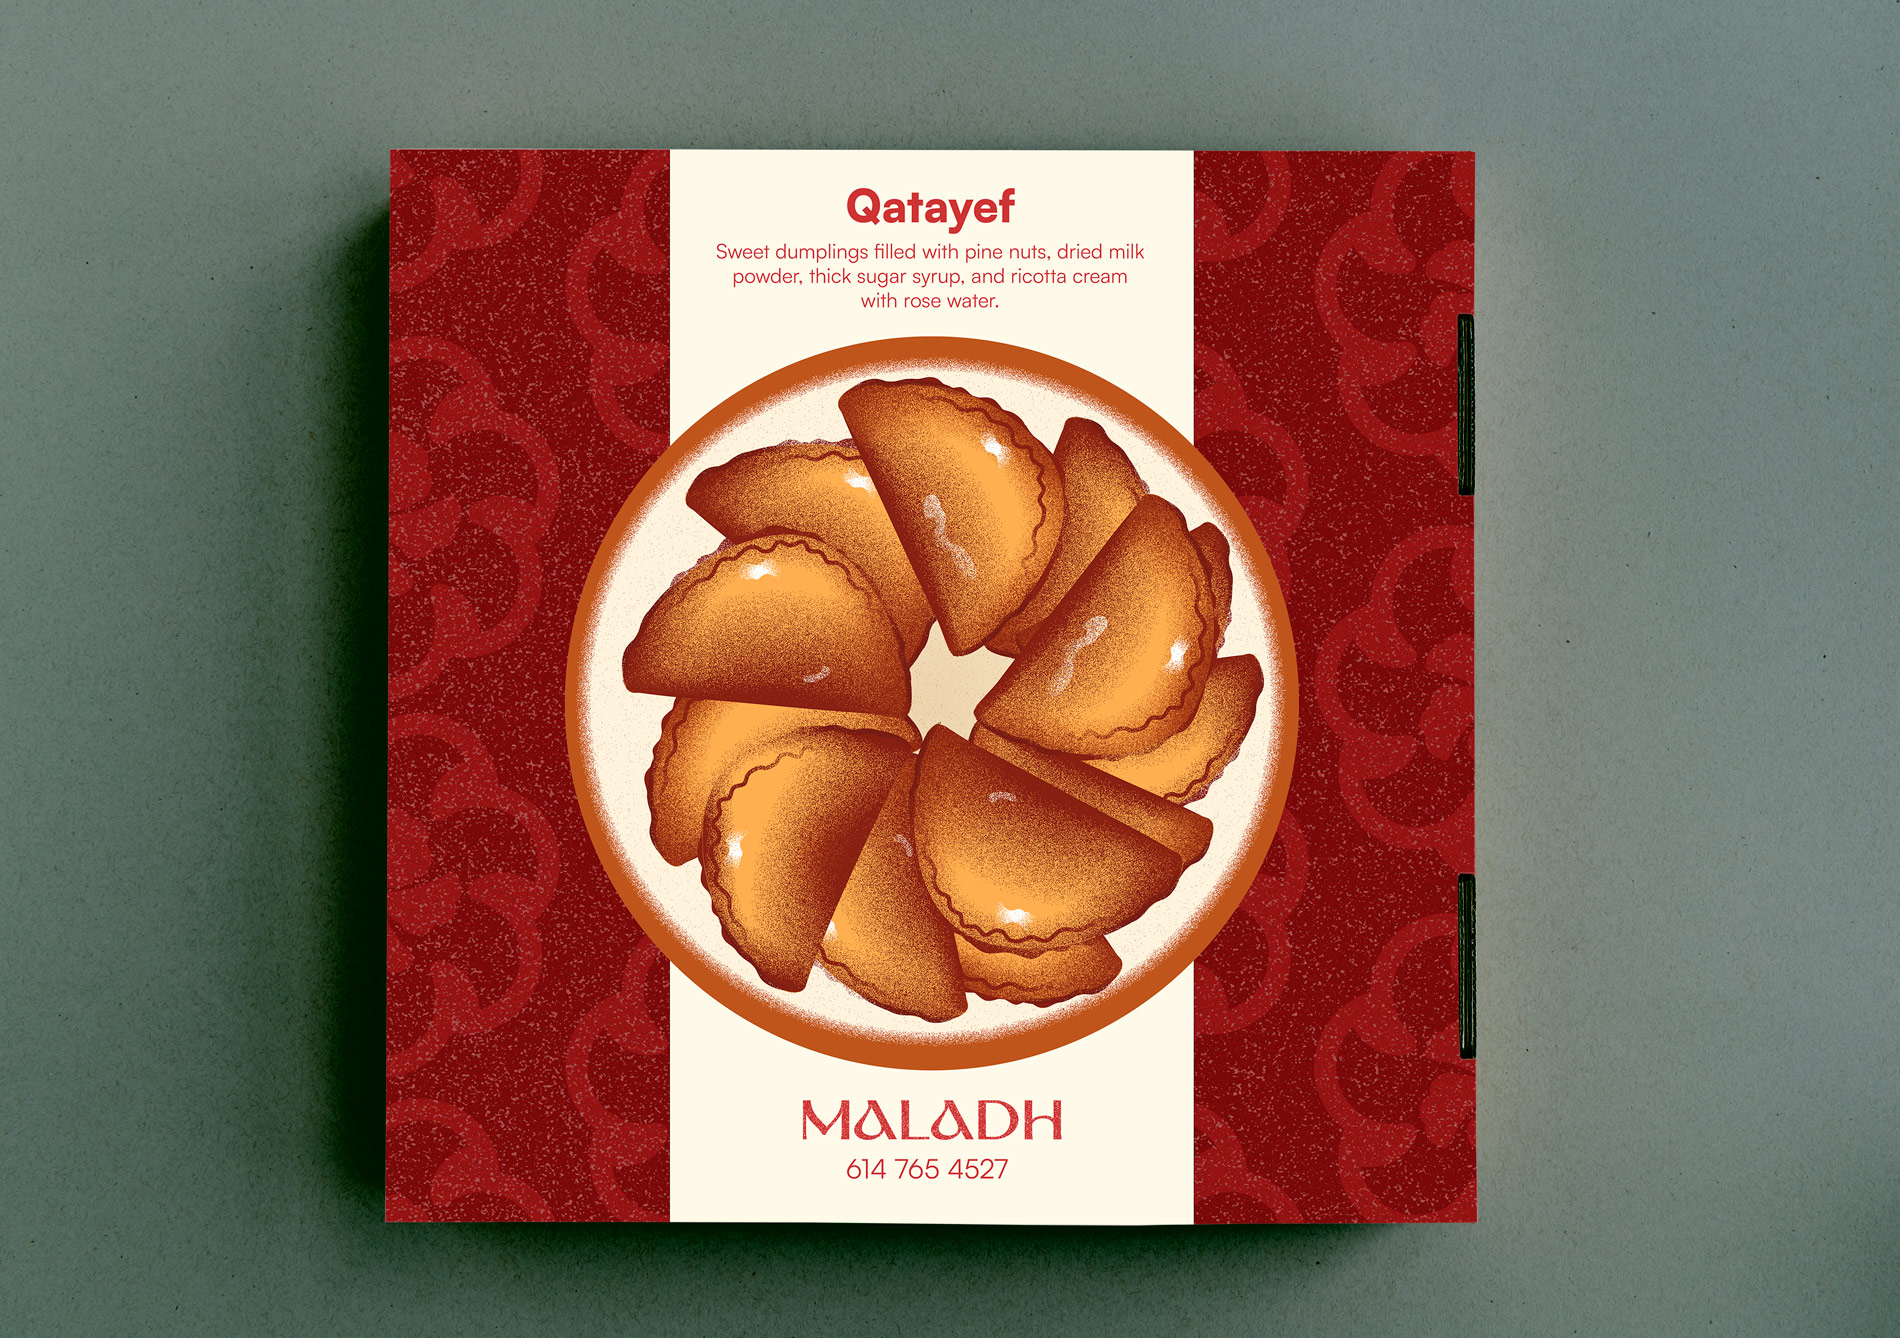 Qatayef
Sweet dumplings filled with pine nuts, dried milk
powder, thick sugar syrup, and ricotta cream
with rose water.
MALADH
614 765 4527